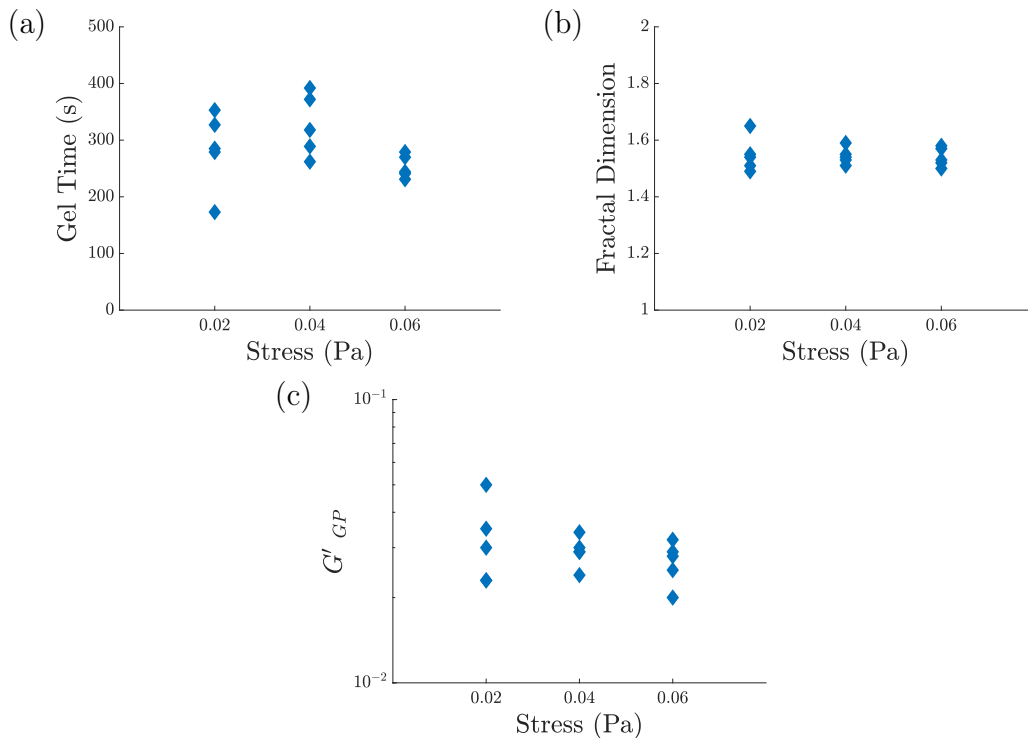 (a)
500
400
300
200
100
0
Gel Time (s)
0.02 0.04 0.06
Stress (Pa)
(b)
2
1.8
1.6
1.4
1.2
1
Fractal Dimension
0.02 0.04 0.06
Stress (Pa)
(c)
10⁻¹
10⁻²
G' GP
0.02 0.04 0.06
Stress (Pa)